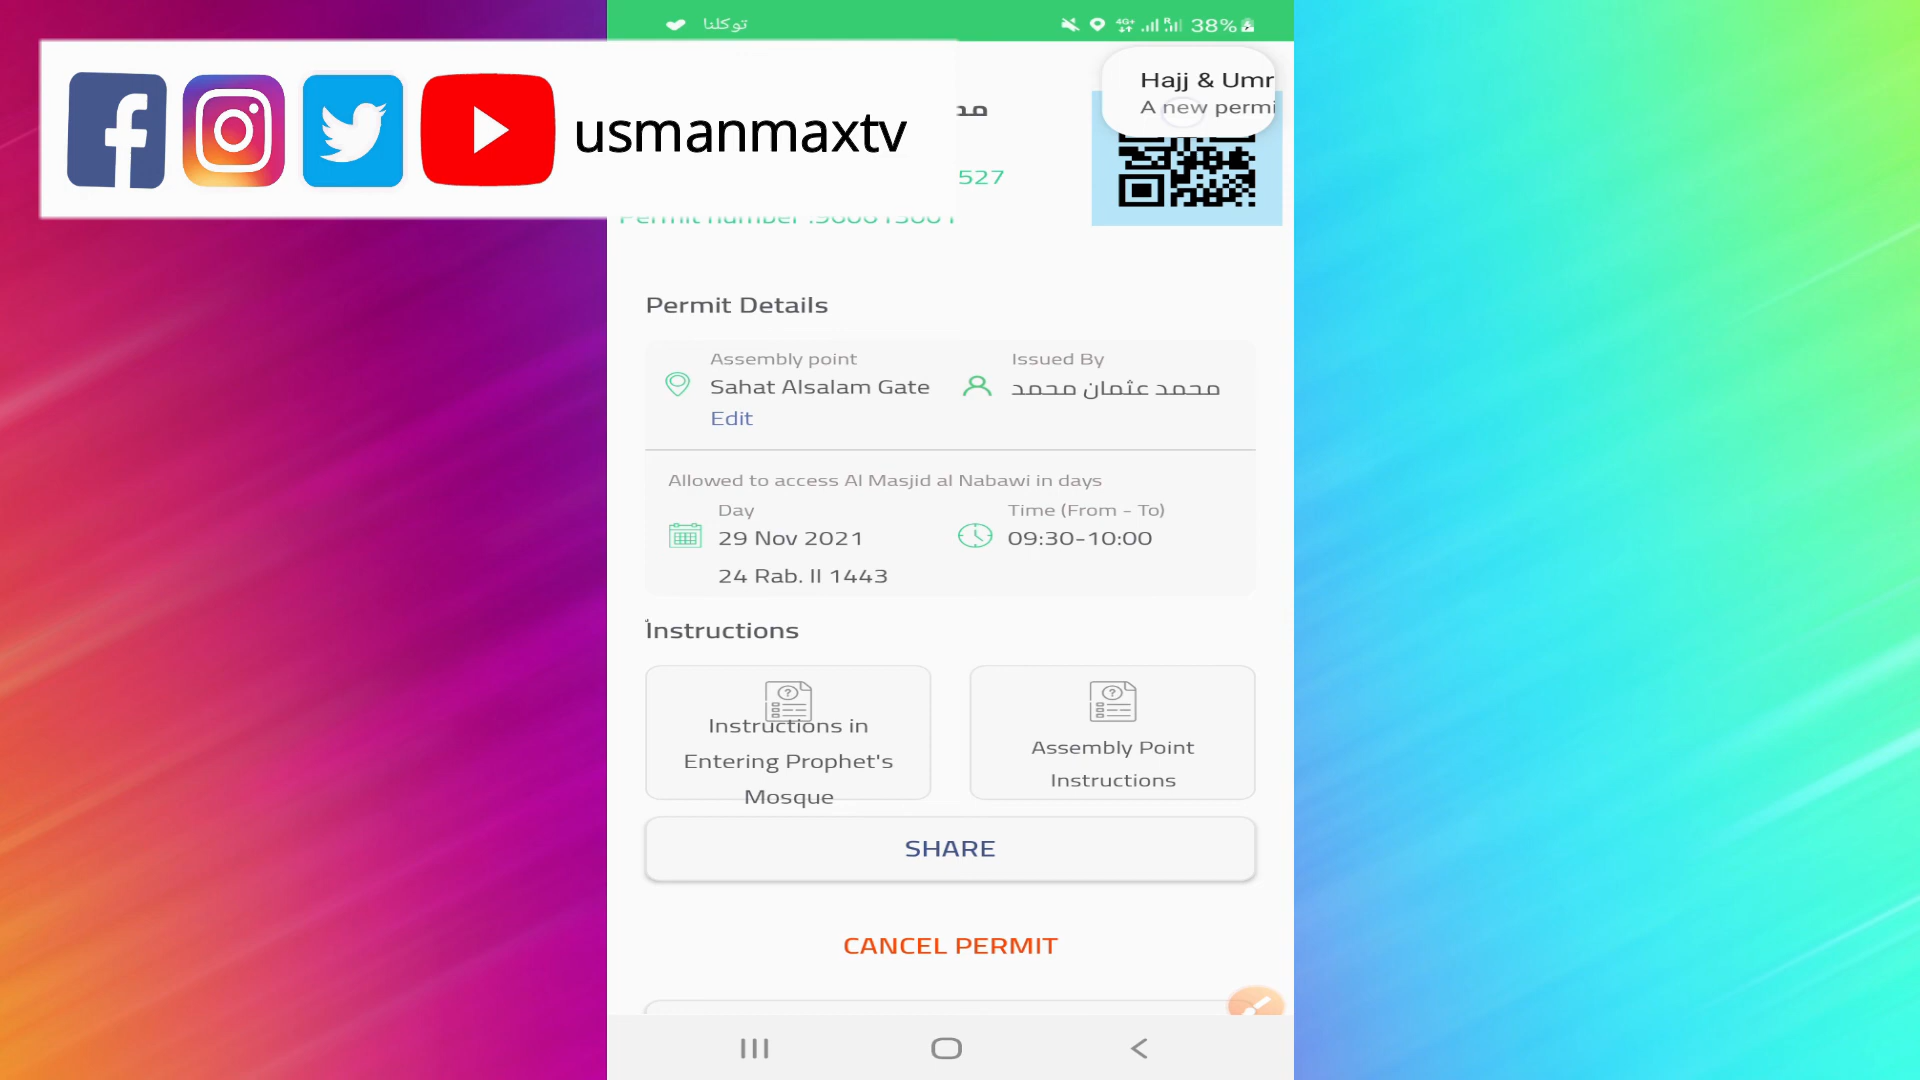 توكلنا
4G+ R 38%
Hajj & Umr
A new permi
usmanmaxtv
527
Permit number :
Permit Details
Assembly point
Issued By
Sahat Alsalam Gate
محمد عثمان محمد
Edit
Allowed to access Al Masjid al Nabawi in days
Day
Time (From - To)
29 Nov 2021
09:30-10:00
24 Rab. II 1443
Instructions
Instructions in
Entering Prophet's
Mosque
Assembly Point
Instructions
SHARE
CANCEL PERMIT